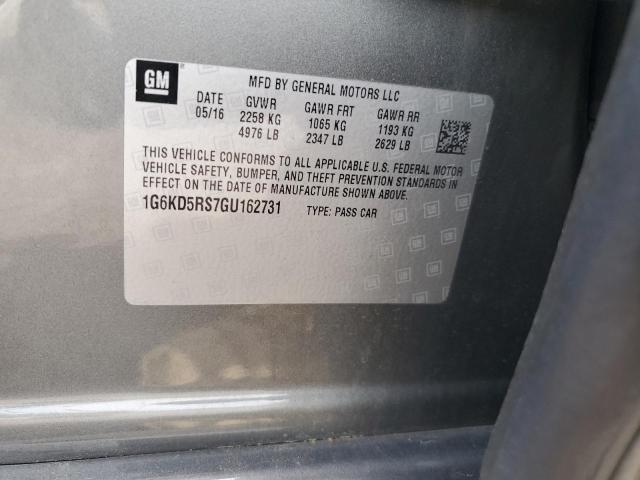 GM
MFD BY GENERAL MOTORS LLC
DATE GVWR GAWR FRT GAWR RR
05/16 2258 KG 1065 KG 1193 KG
4976 LB 2347 LB 2629 LB
THIS VEHICLE CONFORMS TO ALL APPLICABLE U.S. FEDERAL MOTOR
VEHICLE SAFETY, BUMPER, AND THEFT PREVENTION STANDARDS IN
EFFECT ON THE DATE OF MANUFACTURE SHOWN ABOVE.
1G6KD5RS7GU162731 TYPE: PASS CAR